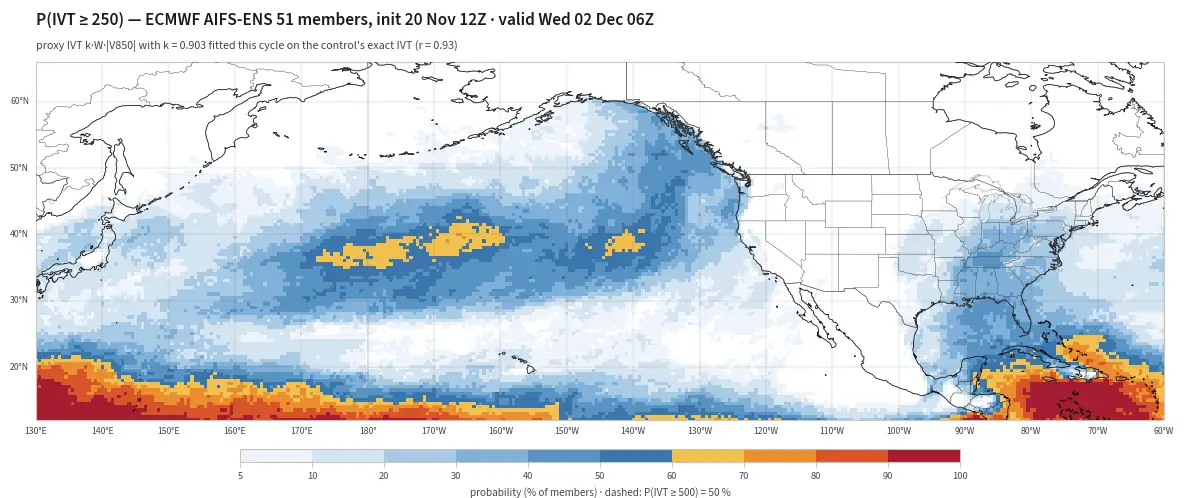 P(IVT ≥ 250) — ECMWF AIFS-ENS 51 members, init 20 Nov 12Z · valid Wed 02 Dec 06Z
proxy IVT k·W·|V850| with k = 0.903 fitted this cycle on the control's exact IVT (r = 0.93)
60°N
50°N
40°N
30°N
20°N
130°E 140°E 150°E 160°E 170°E 180° 170°W 160°W 150°W 140°W 130°W 120°W 110°W 100°W 90°W 80°W 70°W 60°W
5 10 20 30 40 50 60 70 80 90 100
probability (% of members) · dashed: P(IVT ≥ 500) = 50 %